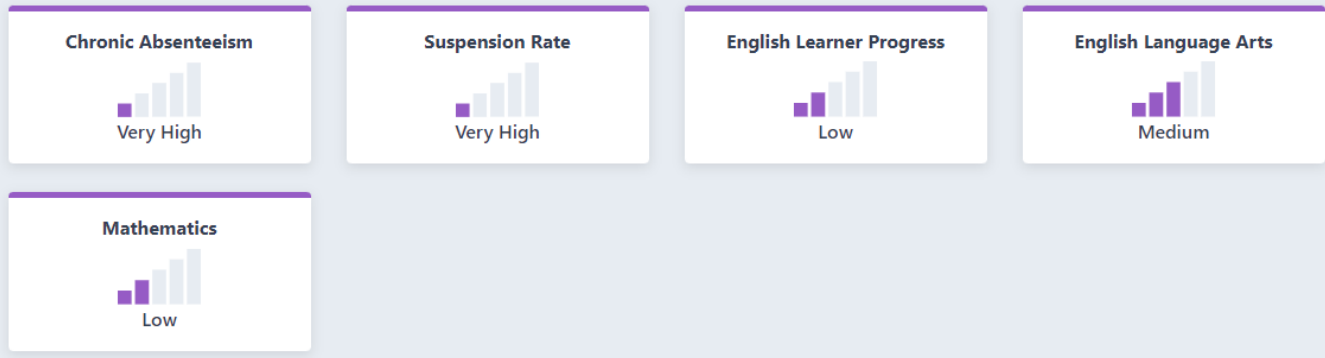 Chronic Absenteeism
Very High
Suspension Rate
Very High
English Learner Progress
Low
English Language Arts
Medium
Mathematics
Low